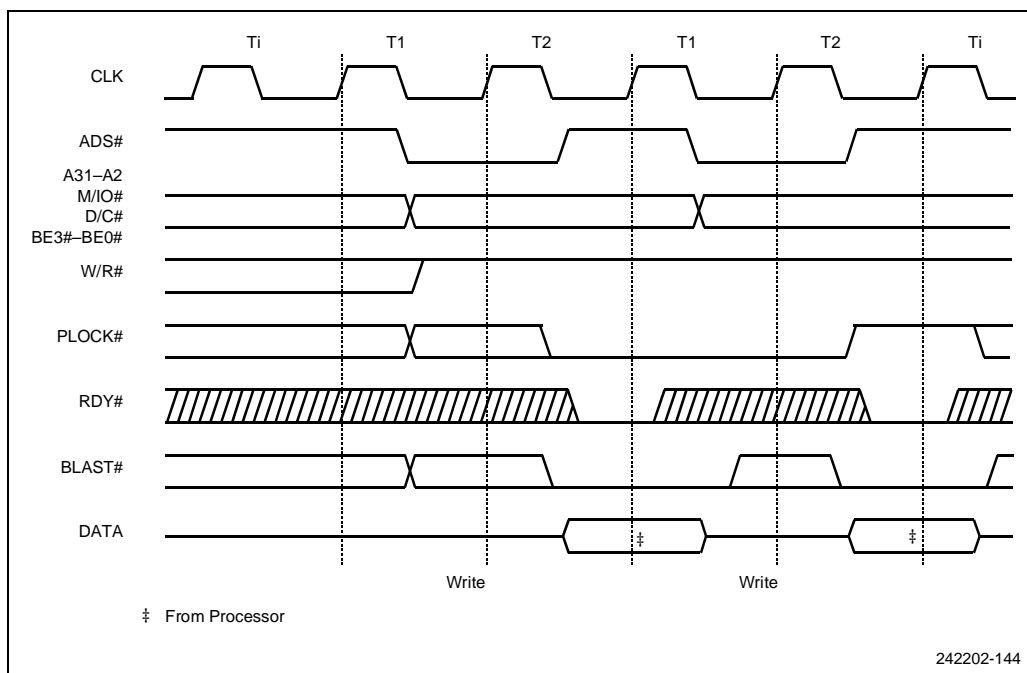 Ti T1 T2 T1 T2 Ti
CLK
ADS#
A31–A2
M/IO#
D/C#
BE3#–BE0#
W/R#
PLOCK#
RDY#
BLAST#
DATA
‡ ‡
Write Write
‡ From Processor
242202-144